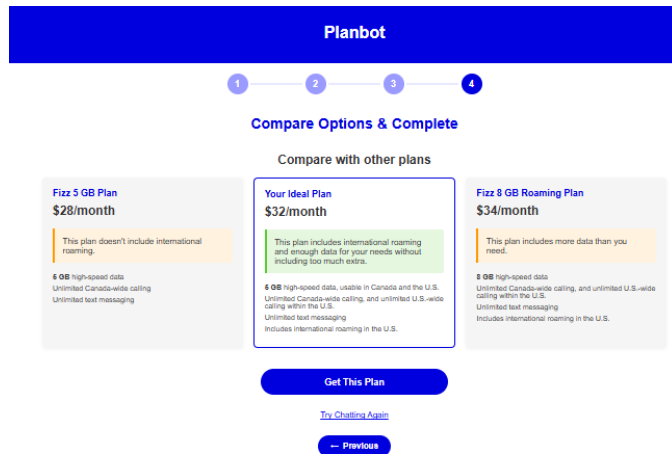 Planbot
1
2
3
4
Compare Options & Complete
Compare with other plans
Fizz 5 GB Plan
$28/month
This plan doesn't include international
roaming.
5 GB high-speed data
Unlimited Canada-wide calling
Unlimited text messaging
Your Ideal Plan
$32/month
This plan includes international roaming
and enough data for your needs without
including too much extra.
5 GB high-speed data, usable in Canada and the U.S.
Unlimited Canada-wide calling, and unlimited U.S.-wide
calling within the U.S.
Unlimited text messaging
Includes international roaming in the U.S.
Fizz 8 GB Roaming Plan
$34/month
This plan includes more data than you
need.
8 GB high-speed data
Unlimited Canada-wide calling, and unlimited U.S.-wide
calling within the U.S.
Unlimited text messaging
Includes international roaming in the U.S.
Get This Plan
Try Chatting Again
← Previous